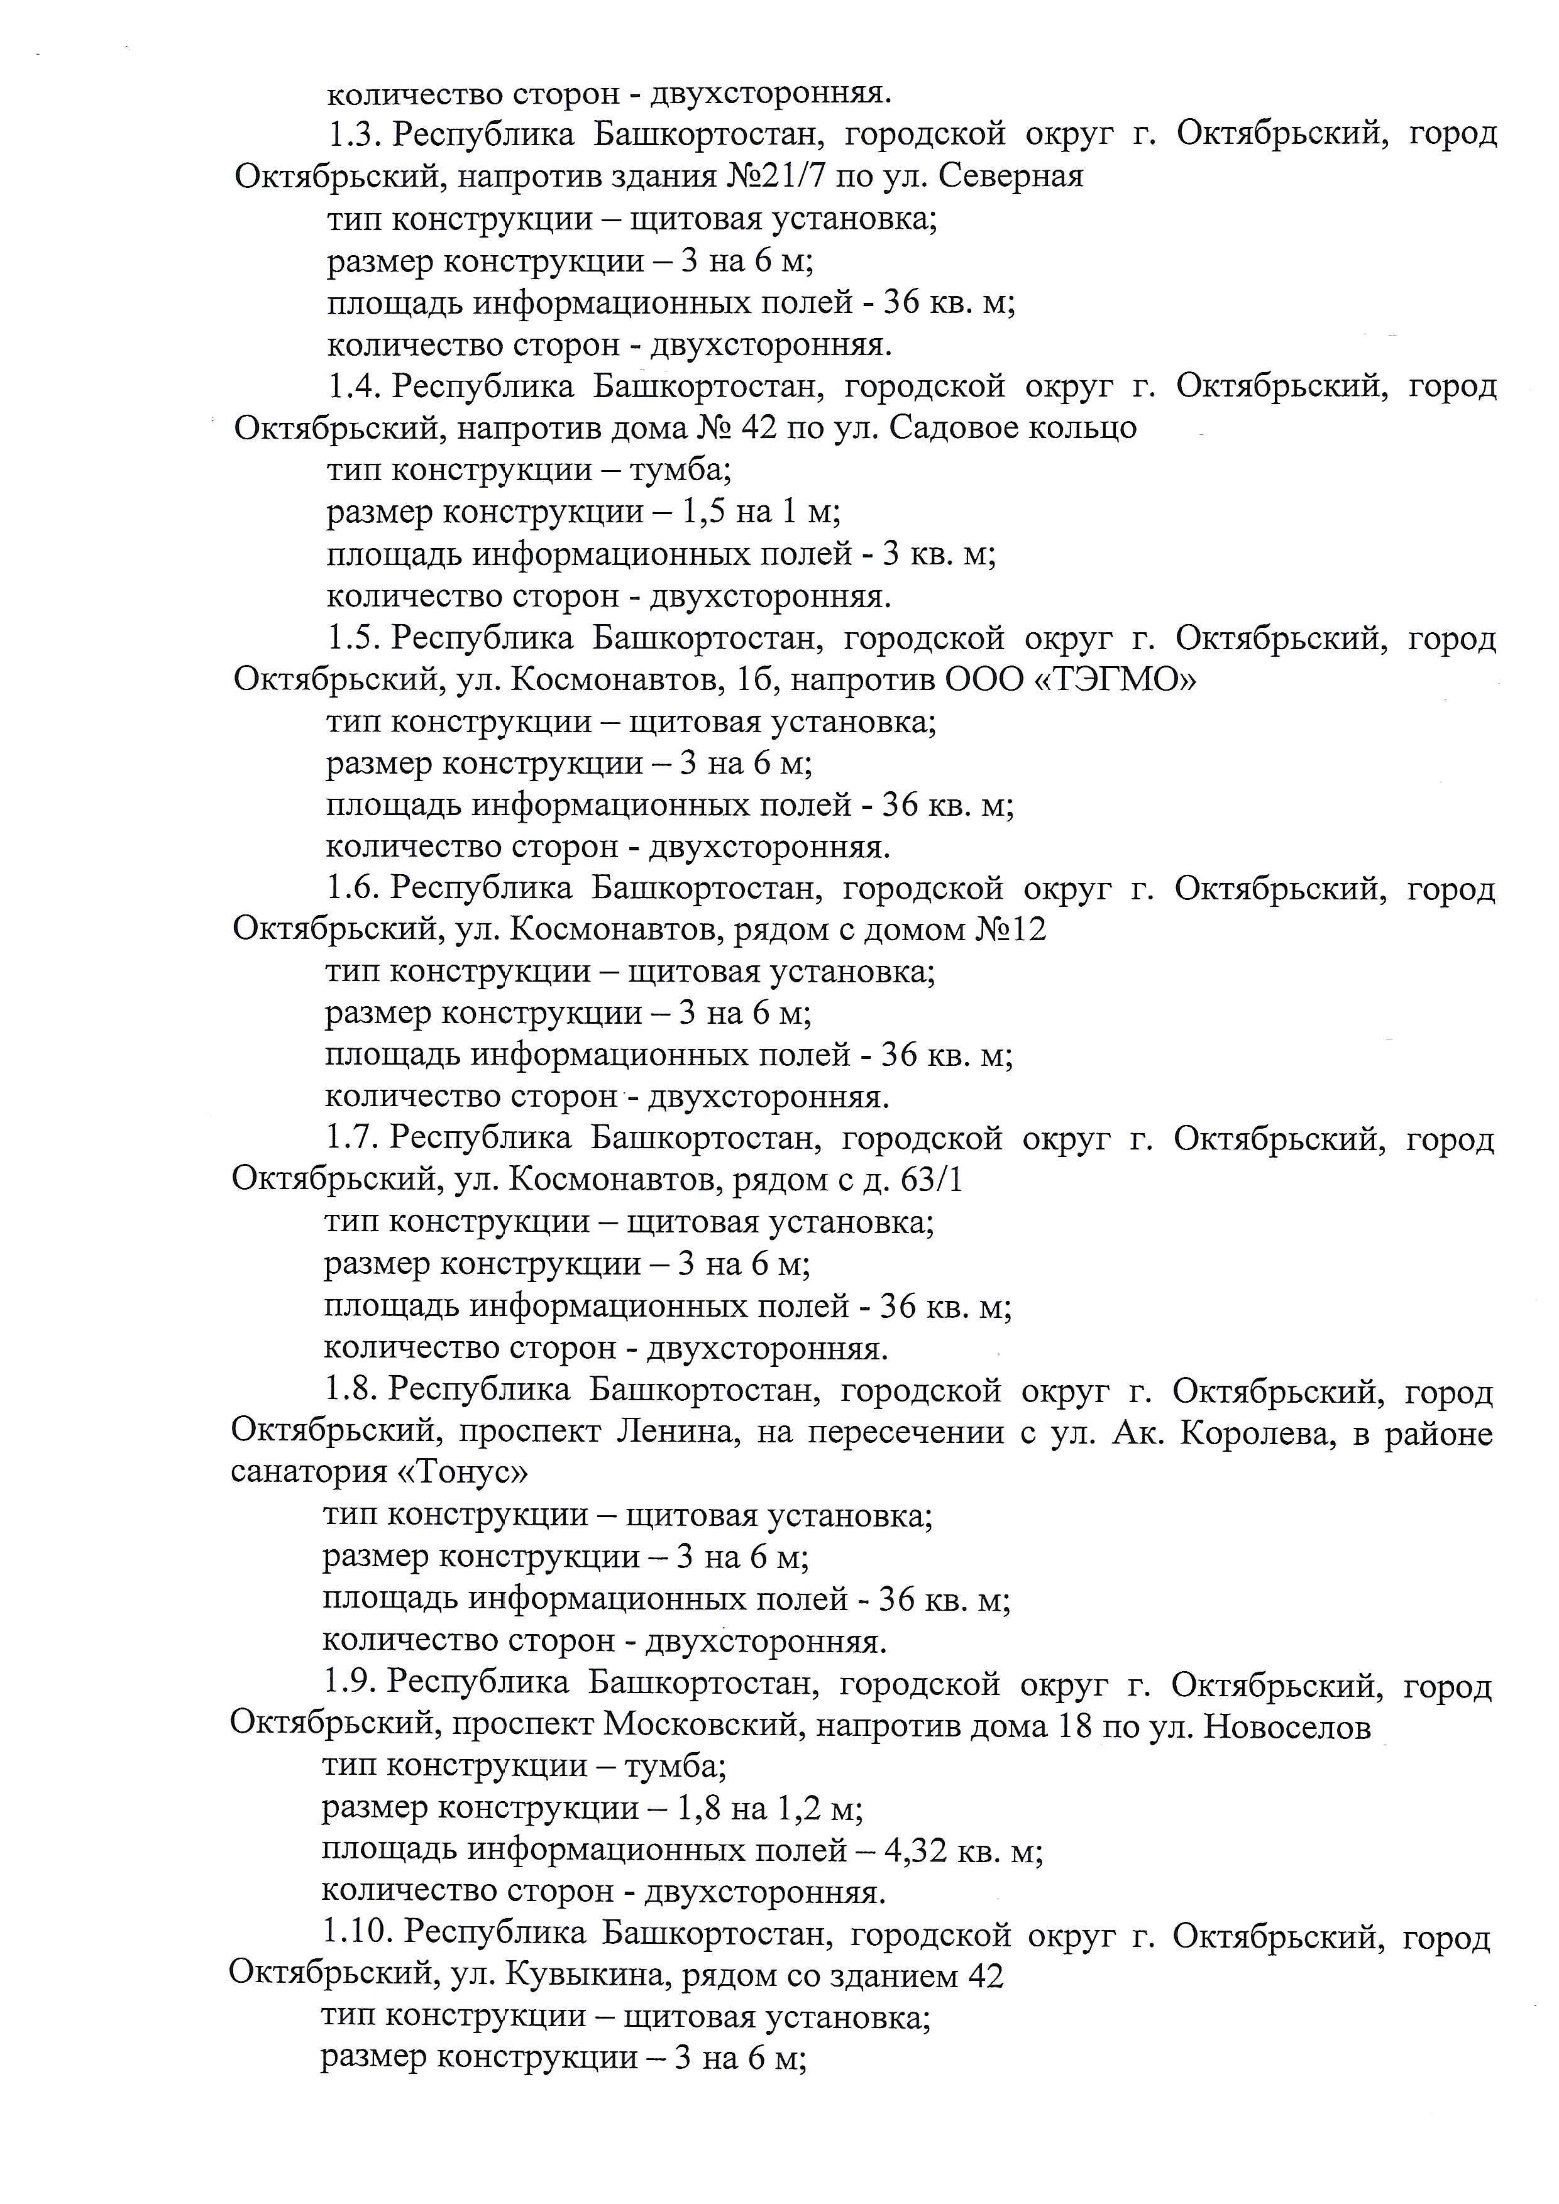 количество сторон - двухсторонняя.
1.3. Республика Башкортостан, городской округ г. Октябрьский, город
Октябрьский, напротив здания №21/7 по ул. Северная
тип конструкции – щитовая установка;
размер конструкции – 3 на 6 м;
площадь информационных полей - 36 кв. м;
количество сторон - двухсторонняя.
1.4. Республика Башкортостан, городской округ г. Октябрьский, город
Октябрьский, напротив дома № 42 по ул. Садовое кольцо
тип конструкции – тумба;
размер конструкции – 1,5 на 1 м;
площадь информационных полей - 3 кв. м;
количество сторон - двухсторонняя.
1.5. Республика Башкортостан, городской округ г. Октябрьский, город
Октябрьский, ул. Космонавтов, 1б, напротив ООО «ТЭГМО»
тип конструкции – щитовая установка;
размер конструкции – 3 на 6 м;
площадь информационных полей - 36 кв. м;
количество сторон - двухсторонняя.
1.6. Республика Башкортостан, городской округ г. Октябрьский, город
Октябрьский, ул. Космонавтов, рядом с домом №12
тип конструкции – щитовая установка;
размер конструкции – 3 на 6 м;
площадь информационных полей - 36 кв. м;
количество сторон - двухсторонняя.
1.7. Республика Башкортостан, городской округ г. Октябрьский, город
Октябрьский, ул. Космонавтов, рядом с д. 63/1
тип конструкции – щитовая установка;
размер конструкции – 3 на 6 м;
площадь информационных полей - 36 кв. м;
количество сторон - двухсторонняя.
1.8. Республика Башкортостан, городской округ г. Октябрьский, город
Октябрьский, проспект Ленина, на пересечении с ул. Ак. Королева, в районе
санатория «Тонус»
тип конструкции – щитовая установка;
размер конструкции – 3 на 6 м;
площадь информационных полей - 36 кв. м;
количество сторон - двухсторонняя.
1.9. Республика Башкортостан, городской округ г. Октябрьский, город
Октябрьский, проспект Московский, напротив дома 18 по ул. Новоселов
тип конструкции – тумба;
размер конструкции – 1,8 на 1,2 м;
площадь информационных полей – 4,32 кв. м;
количество сторон - двухсторонняя.
1.10. Республика Башкортостан, городской округ г. Октябрьский, город
Октябрьский, ул. Кувыкина, рядом со зданием 42
тип конструкции – щитовая установка;
размер конструкции – 3 на 6 м;